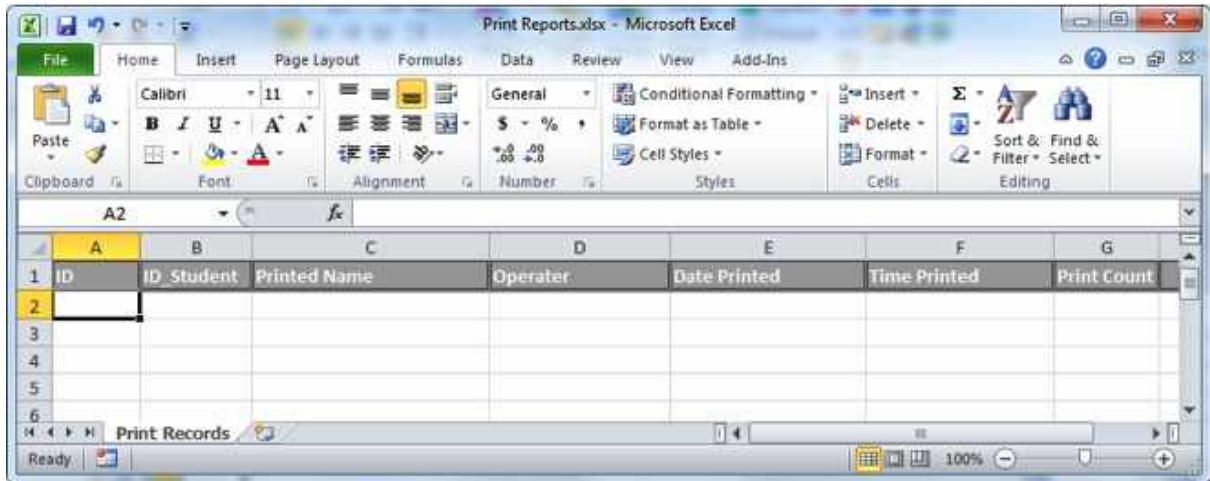 Print Reports.xlsx - Microsoft Excel
File Home Insert Page Layout Formulas Data Review View Add-Ins
Calibri 11 General Conditional Formatting Insert Σ
Paste B I U A A $ % , Format as Table Delete Sort & Find &
A Cell Styles Format Filter Select
Clipboard Font Alignment Number Styles Cells Editing
A2 fx
A B C D E F G
1 ID ID_Student Printed Name Operater Date Printed Time Printed Print Count
2
3
4
5
6
Print Records
Ready 100%